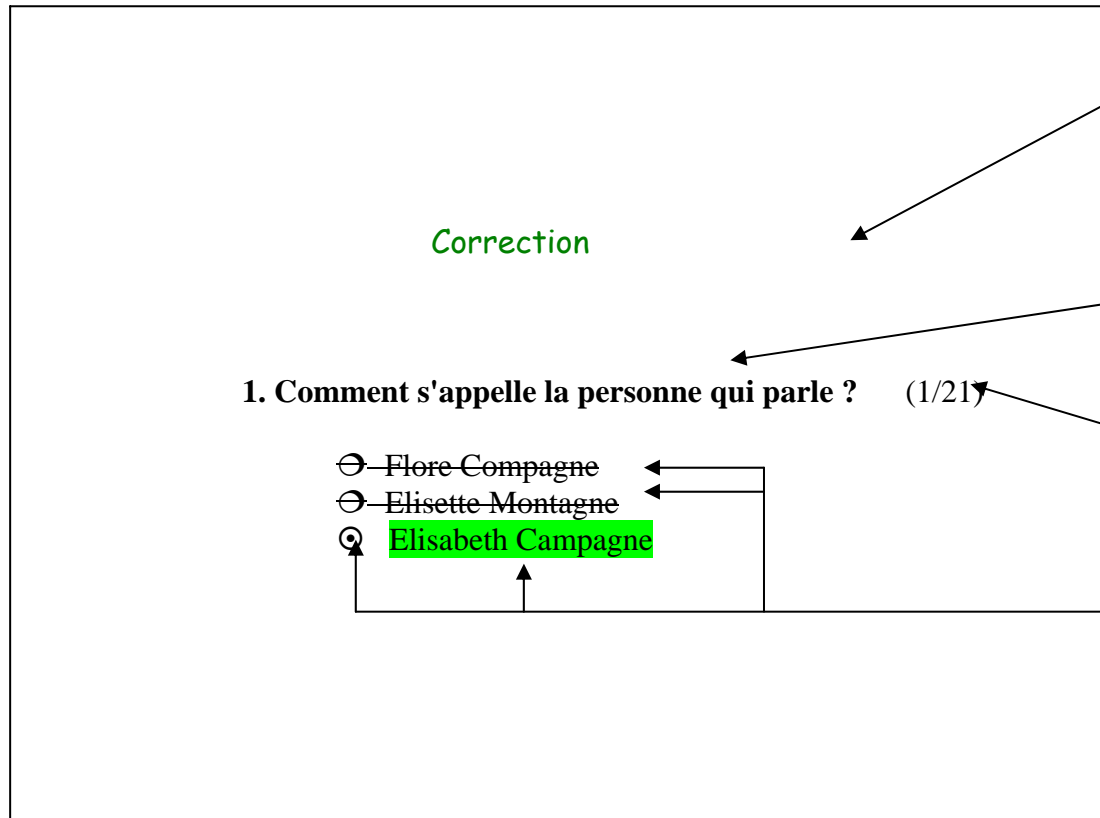 Correction
1. Comment s'appelle la personne qui parle ? (1/21)
Flore Compagne
Elisette Montagne
Elisabeth Campagne